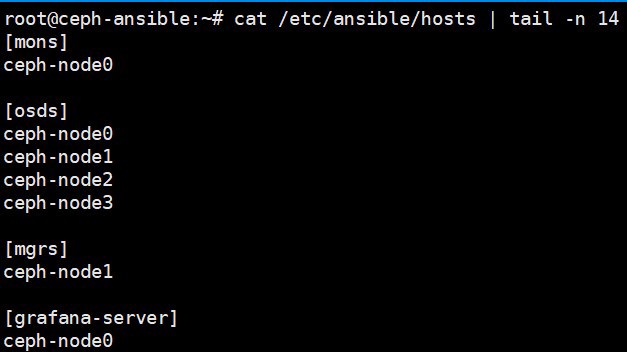 root@ceph-ansible:~# cat /etc/ansible/hosts | tail -n 14
[mons]
ceph-node0
[osds]
ceph-node0
ceph-node1
ceph-node2
ceph-node3
[mgrs]
ceph-node1
[grafana-server]
ceph-node0